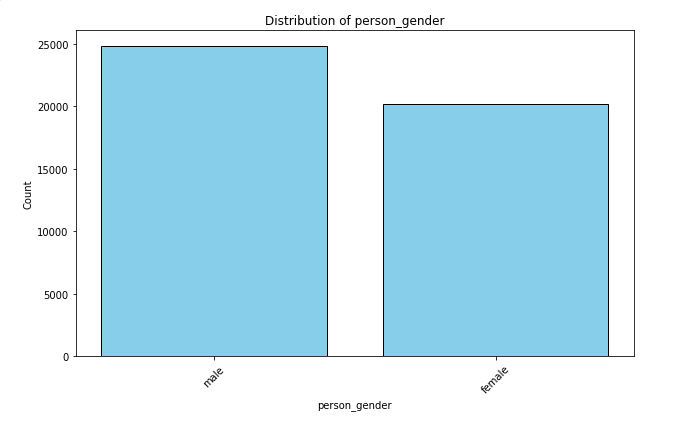 Distribution of person_gender
25000
20000
15000
10000
5000
0
Count
male
female
person_gender